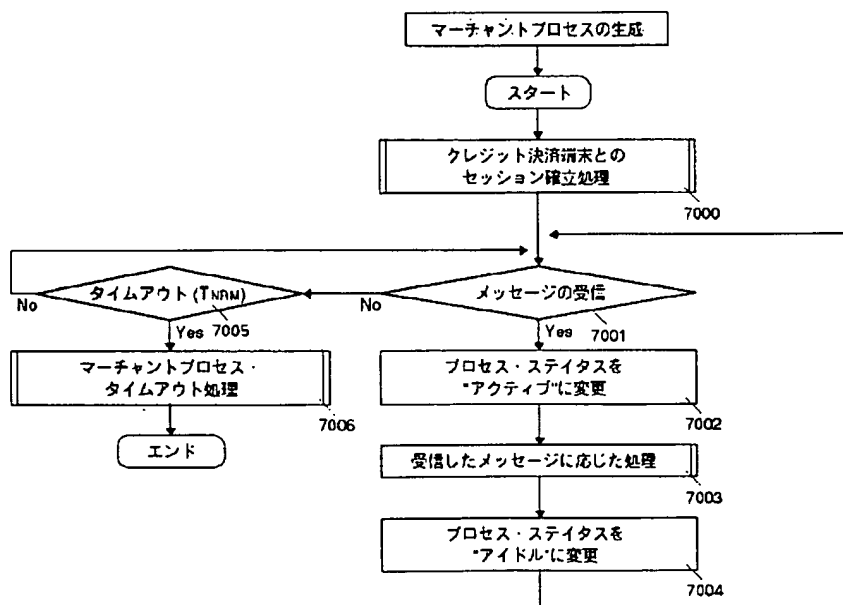 マーチャントプロセスの生成
スタート
クレジット決済端末との
セッション確立処理
7000
タイムアウト(TNRM)
No
Yes
7005
メッセージの受信
No
Yes
7001
マーチャントプロセス・
タイムアウト処理
7006
エンド
プロセス・ステイタスを
"アクティブ"に変更
7002
受信したメッセージに応じた処理
7003
プロセス・ステイタスを
"アイドル"に変更
7004